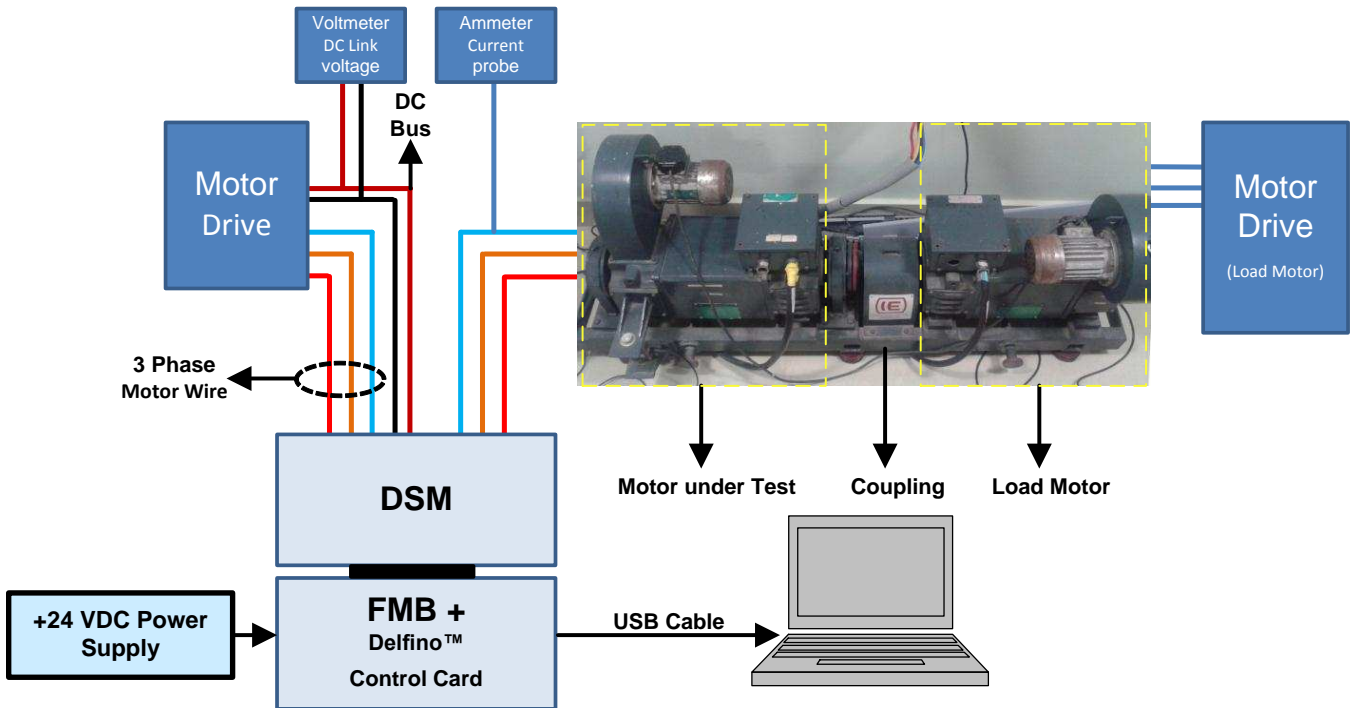 Voltmeter
DC Link
voltage
Ammeter
Current
probe
DC
Bus
Motor
Drive
Motor
Drive
(Load Motor)
3 Phase
Motor Wire
IE
DSM
Motor under Test
Coupling
Load Motor
+24 VDC Power
Supply
FMB +
Delfino™
Control Card
USB Cable